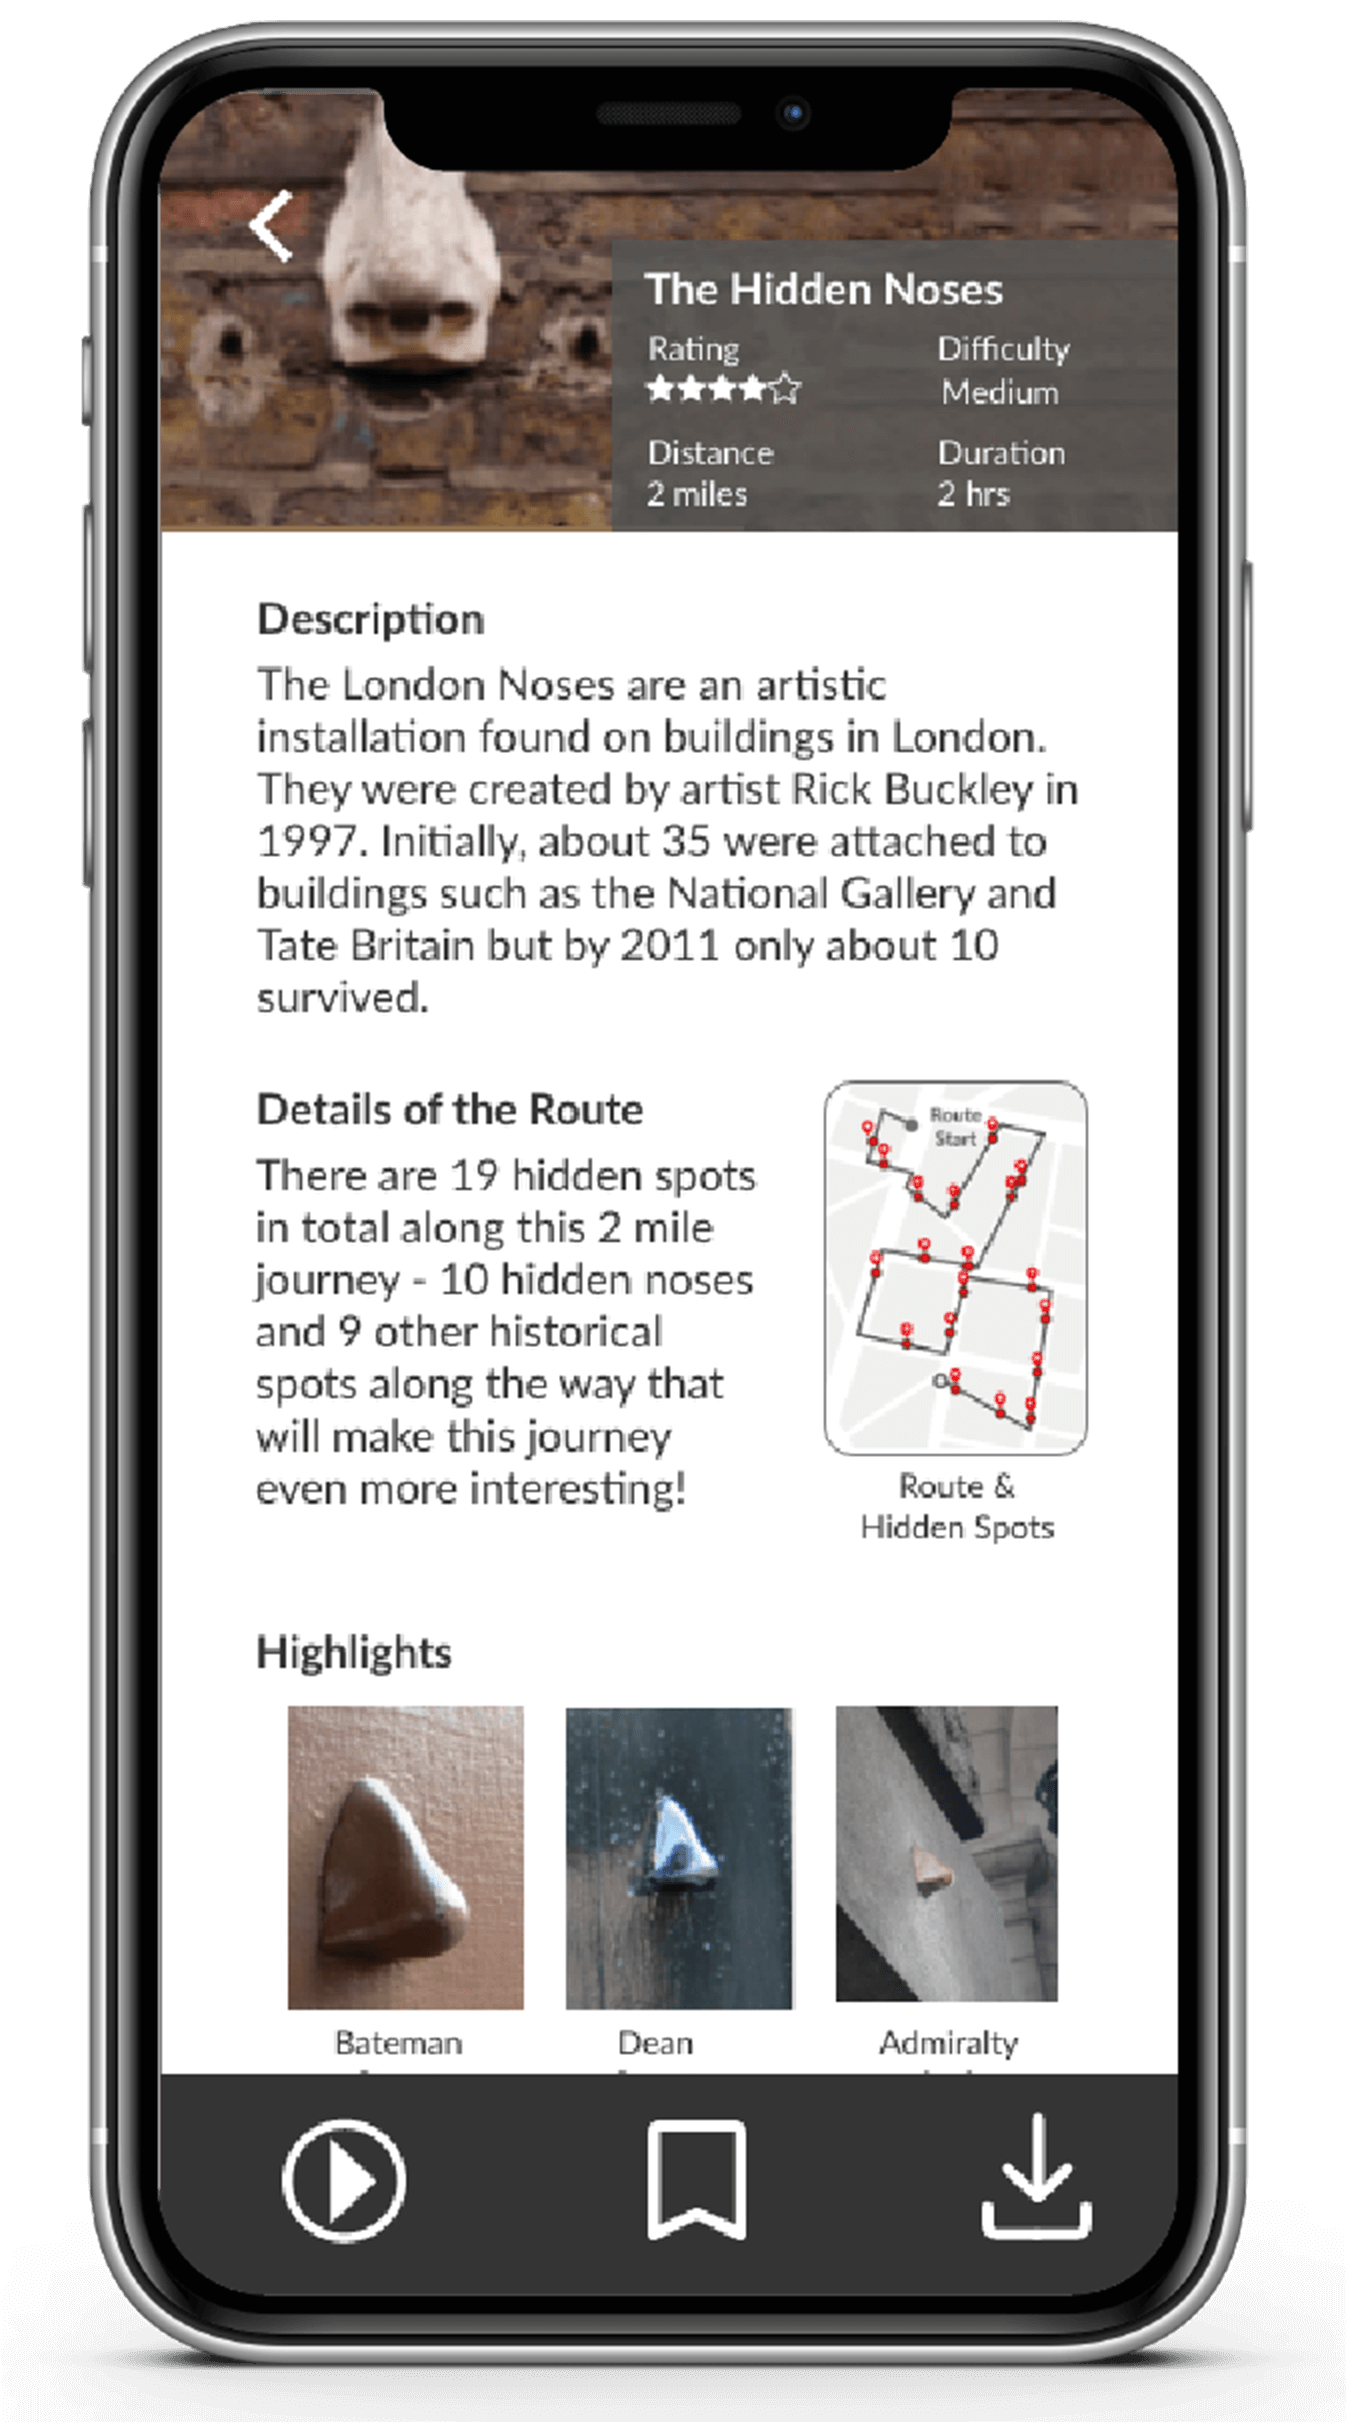 The Hidden Noses
Rating
Difficulty
Medium
Distance
Duration
2 miles
2 hrs
Description
The London Noses are an artistic
installation found on buildings in London.
They were created by artist Rick Buckley in
1997. Initially, about 35 were attached to
buildings such as the National Gallery and
Tate Britain but by 2011 only about 10
survived.
Details of the Route
There are 19 hidden spots
in total along this 2 mile
journey - 10 hidden noses
and 9 other historical
spots along the way that
will make this journey
even more interesting!
Route
Start
Route &
Hidden Spots
Highlights
Bateman
Dean
Admiralty